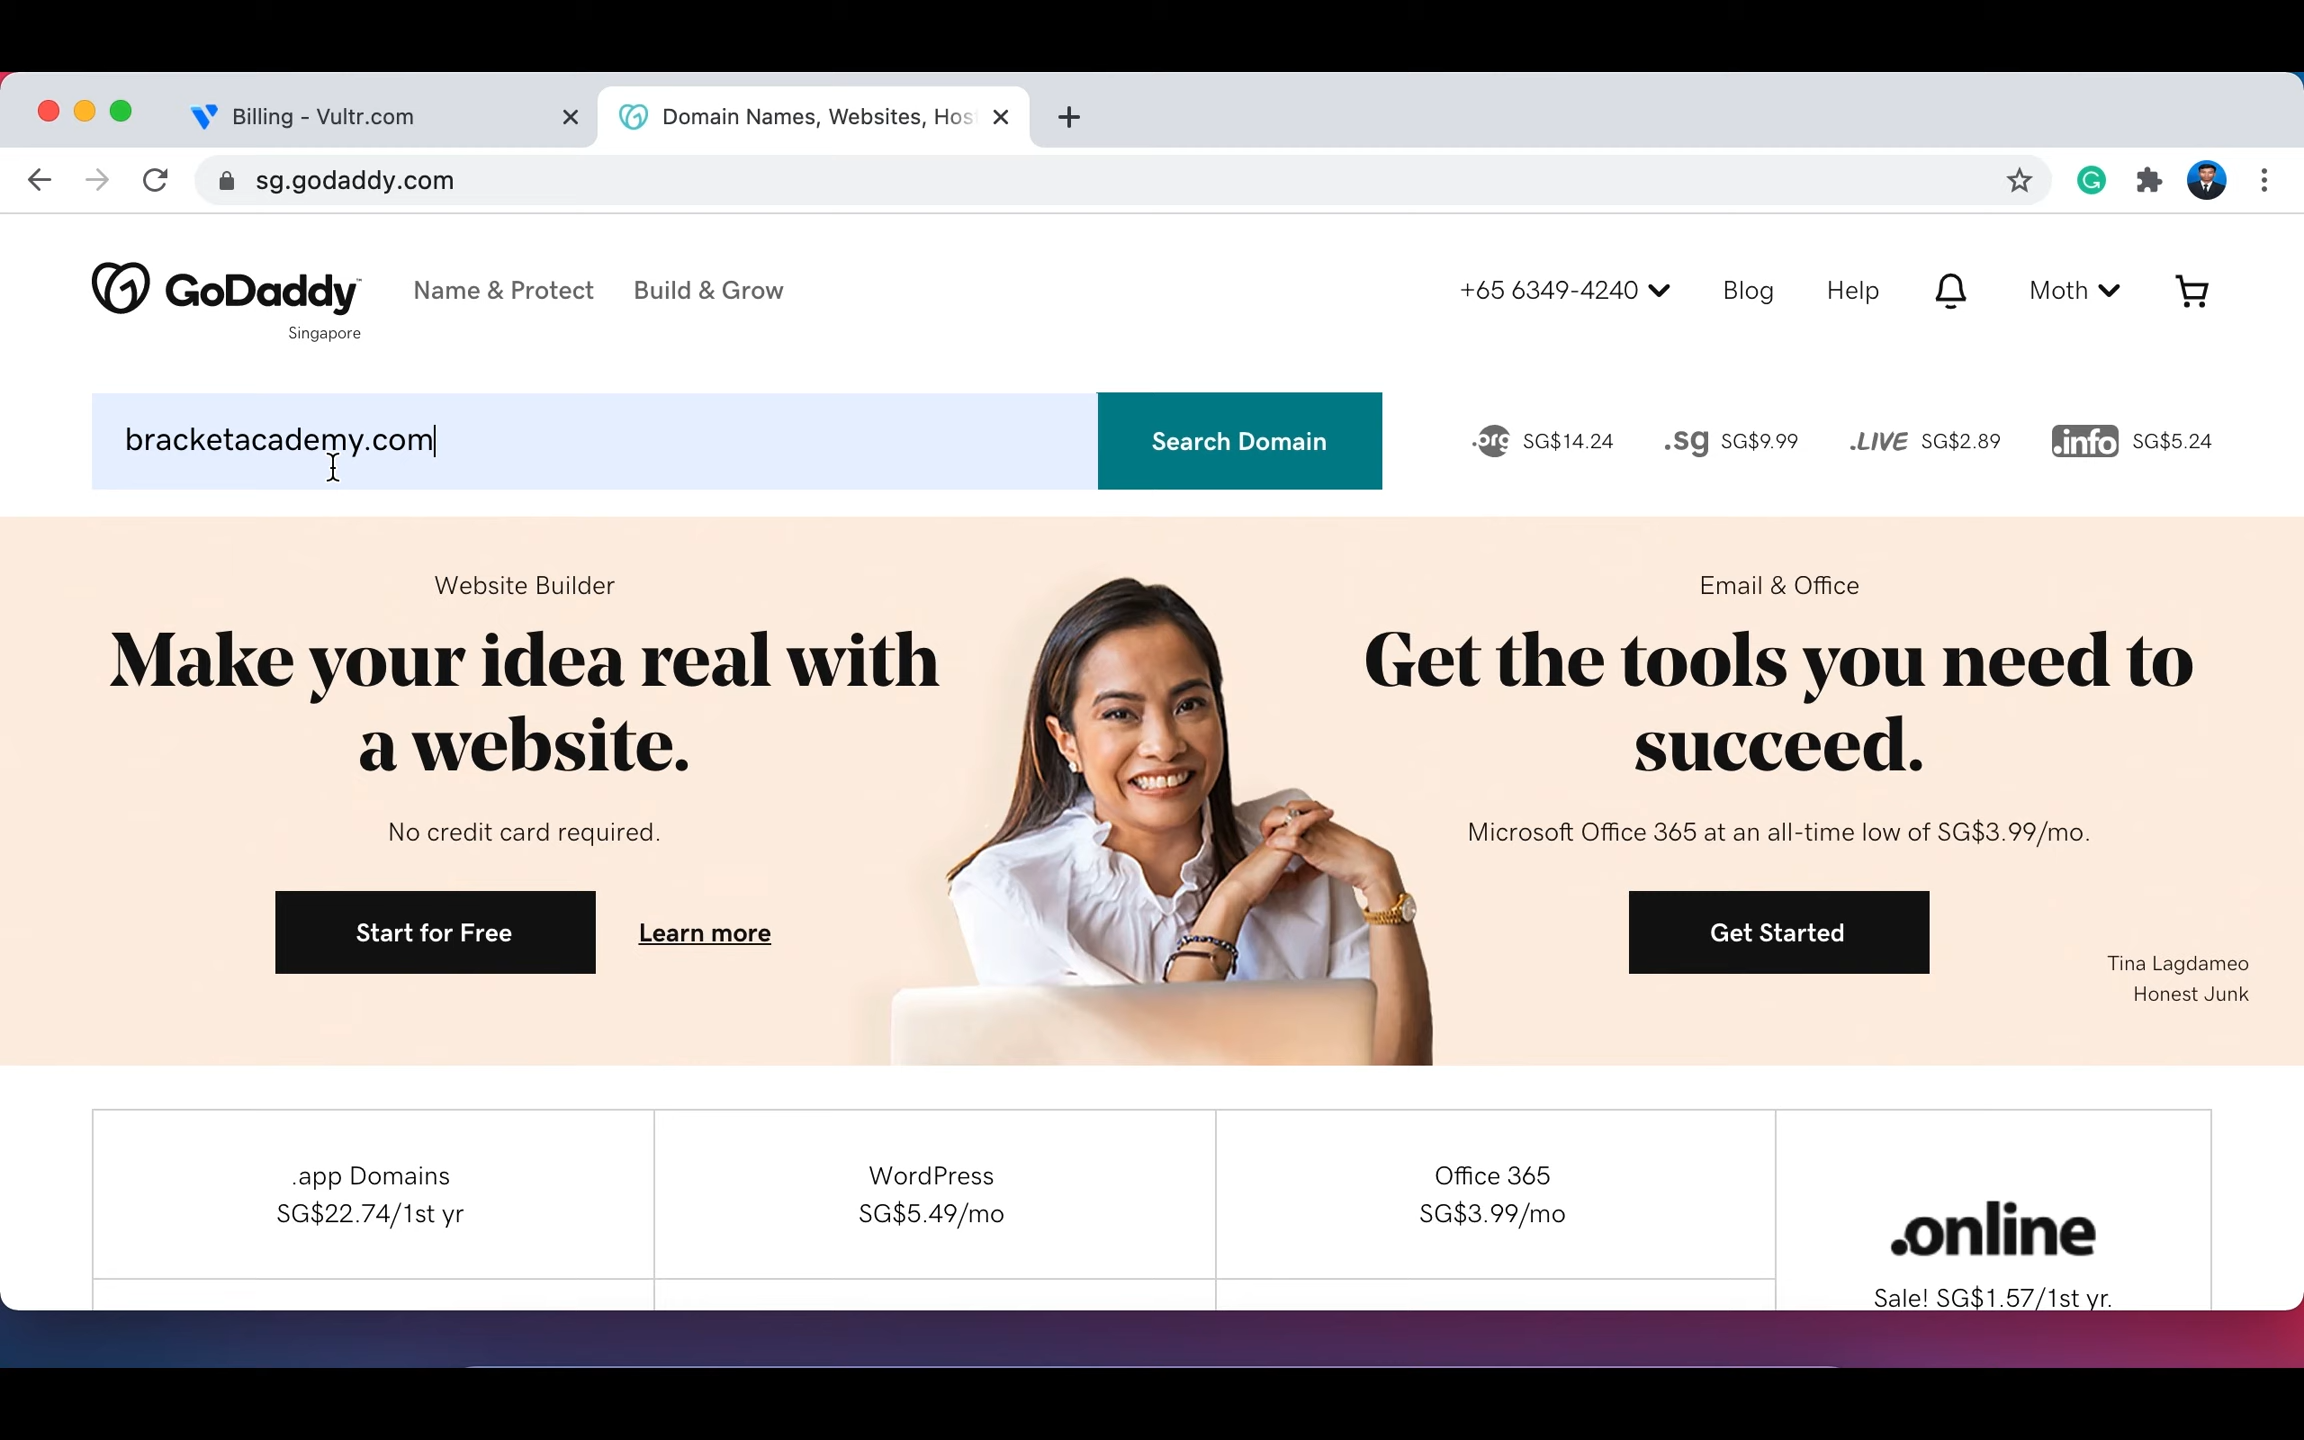 Billing - Vultr.com
Domain Names, Websites, Hos
sg.godaddy.com
GoDaddy
Singapore
Name & Protect
Build & Grow
+65 6349-4240
Blog
Help
Moth
bracketacademy.com
Search Domain
.org SG$14.24
.sg SG$9.99
.LIVE SG$2.89
.info SG$5.24
Website Builder
Make your idea real with
a website.
No credit card required.
Start for Free
Learn more
Email & Office
Get the tools you need to
succeed.
Microsoft Office 365 at an all-time low of SG$3.99/mo.
Get Started
Tina Lagdameo
Honest Junk
.app Domains
SG$22.74/1st yr
WordPress
SG$5.49/mo
Office 365
SG$3.99/mo
.online
Sale! SG$1.57/1st yr.